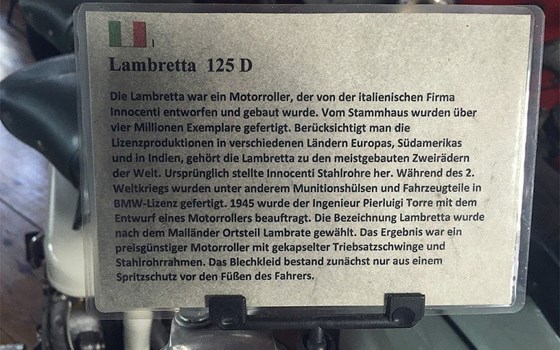 I
Lambretta 125 D
Die Lambretta war ein Motorroller, der von der italienischen Firma
Innocenti entworfen und gebaut wurde. Vom Stammhaus wurden über
vier Millionen Exemplare gefertigt. Berücksichtigt man die
Lizenzproduktionen in verschiedenen Ländern Europas, Südamerikas
und in Indien, gehört die Lambretta zu den meistgebauten Zweirädern
der Welt. Ursprünglich stellte Innocenti Stahlrohre her. Während des 2.
Weltkriegs wurden unter anderem Munitionshülsen und Fahrzeugteile in
BMW-Lizenz gefertigt. 1945 wurde der Ingenieur Pierluigi Torre mit dem
Entwurf eines Motorrollers beauftragt. Die Bezeichnung Lambretta wurde
nach dem Mailänder Ortsteil Lambrate gewählt. Das Ergebnis war ein
preisgünstiger Motorroller mit gekapselter Triebsatzschwinge und
Stahlrohrrahmen. Das Blechkleid bestand zunächst nur aus einem
Spritzschutz vor den Füßen des Fahrers.